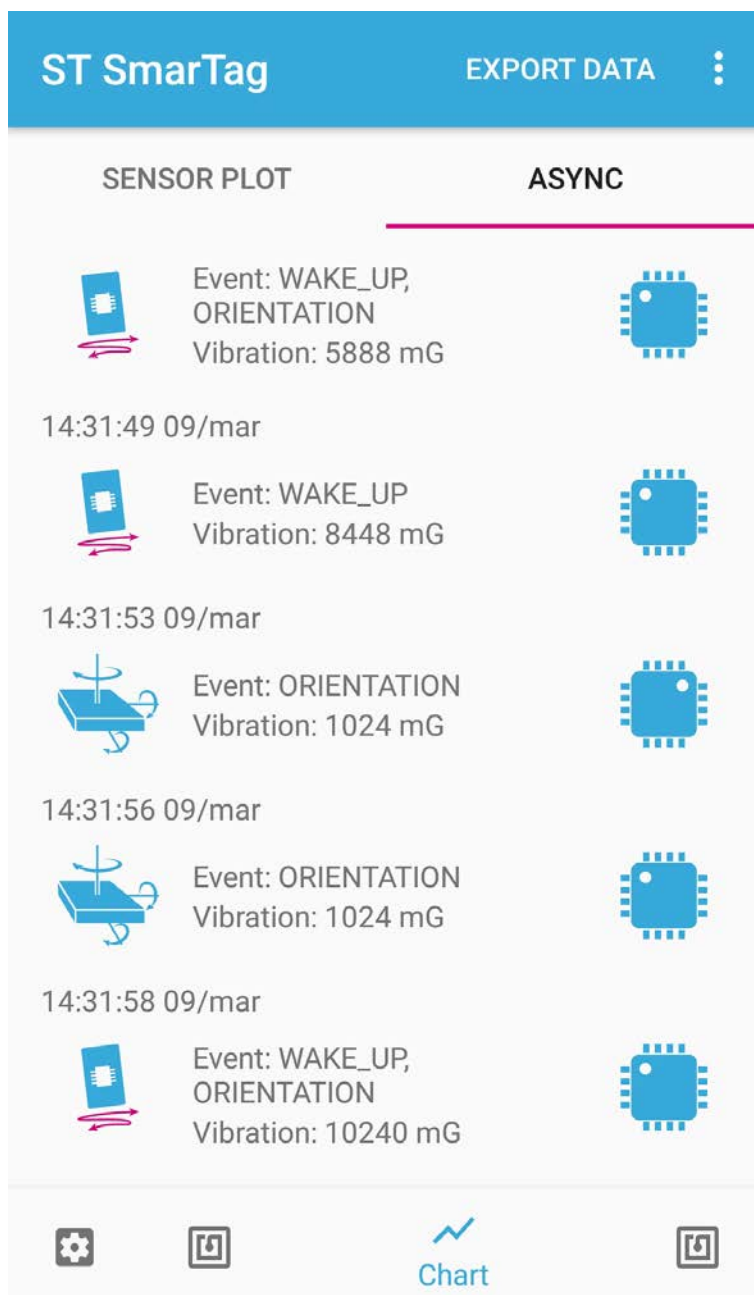 ST SmarTag
EXPORT DATA
SENSOR PLOT
ASYNC
Event: WAKE_UP,
ORIENTATION
Vibration: 5888 mG
14:31:49 09/mar
Event: WAKE_UP
Vibration: 8448 mG
14:31:53 09/mar
Event: ORIENTATION
Vibration: 1024 mG
14:31:56 09/mar
Event: ORIENTATION
Vibration: 1024 mG
14:31:58 09/mar
Event: WAKE_UP,
ORIENTATION
Vibration: 10240 mG
Chart